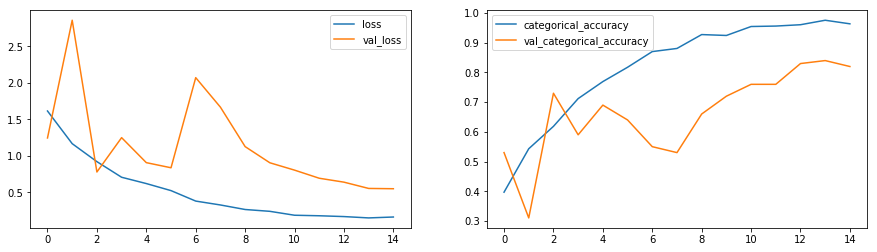 loss
val_loss
2.5
2.0
1.5
1.0
0.5
0 2 4 6 8 10 12 14
categorical_accuracy
val_categorical_accuracy
1.0
0.9
0.8
0.7
0.6
0.5
0.4
0.3
0 2 4 6 8 10 12 14